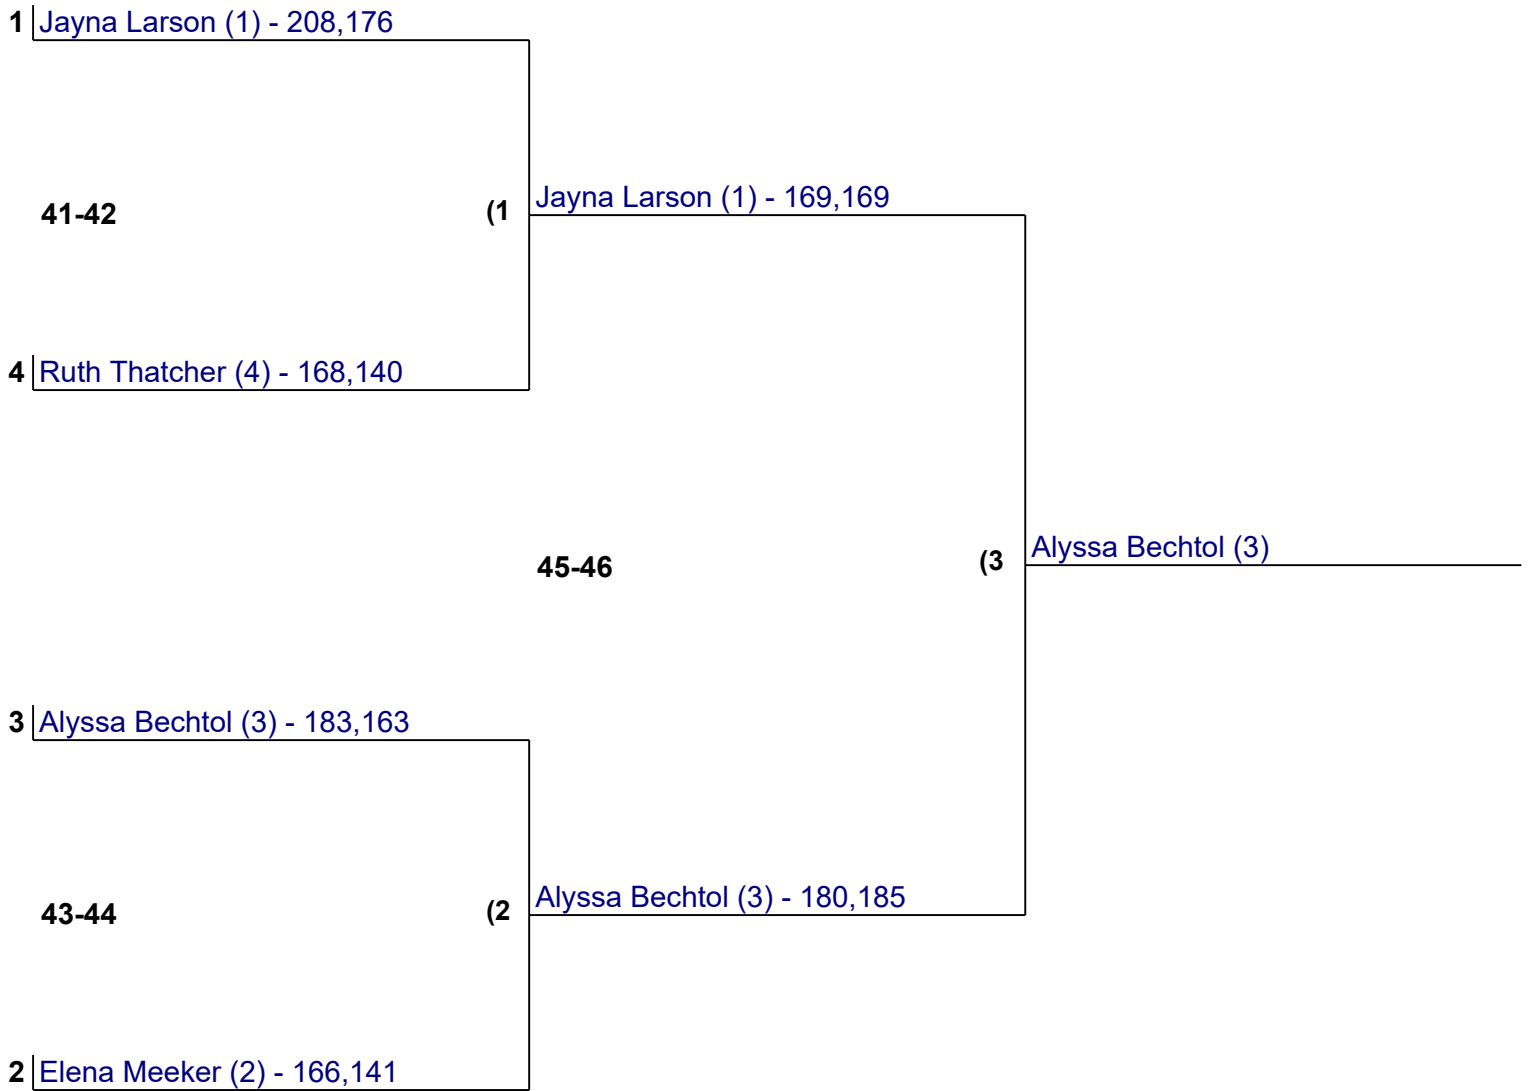 1 Jayna Larson (1) - 208,176
41-42
(1
Jayna Larson (1) - 169,169
4 Ruth Thatcher (4) - 168,140
45-46
(3
Alyssa Bechtol (3)
3 Alyssa Bechtol (3) - 183,163
43-44
(2
Alyssa Bechtol (3) - 180,185
2 Elena Meeker (2) - 166,141